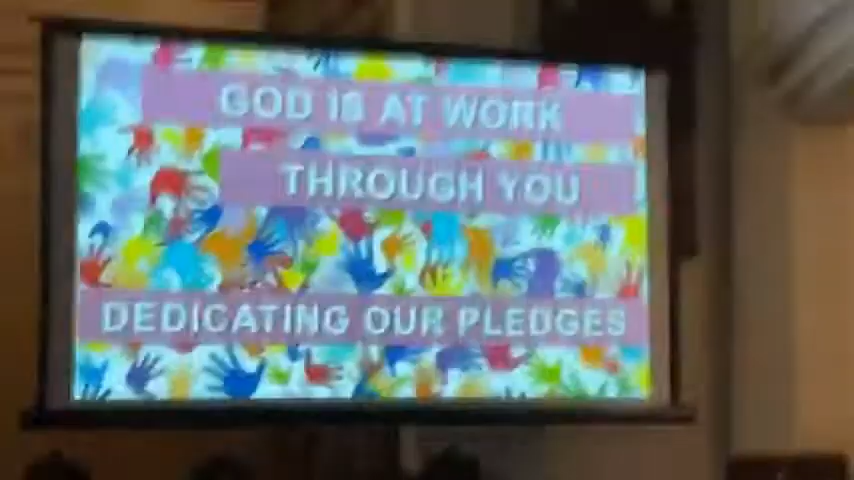 GOD IS AT WORK
THROUGH YOU
DEDICATING OUR PLEDGES